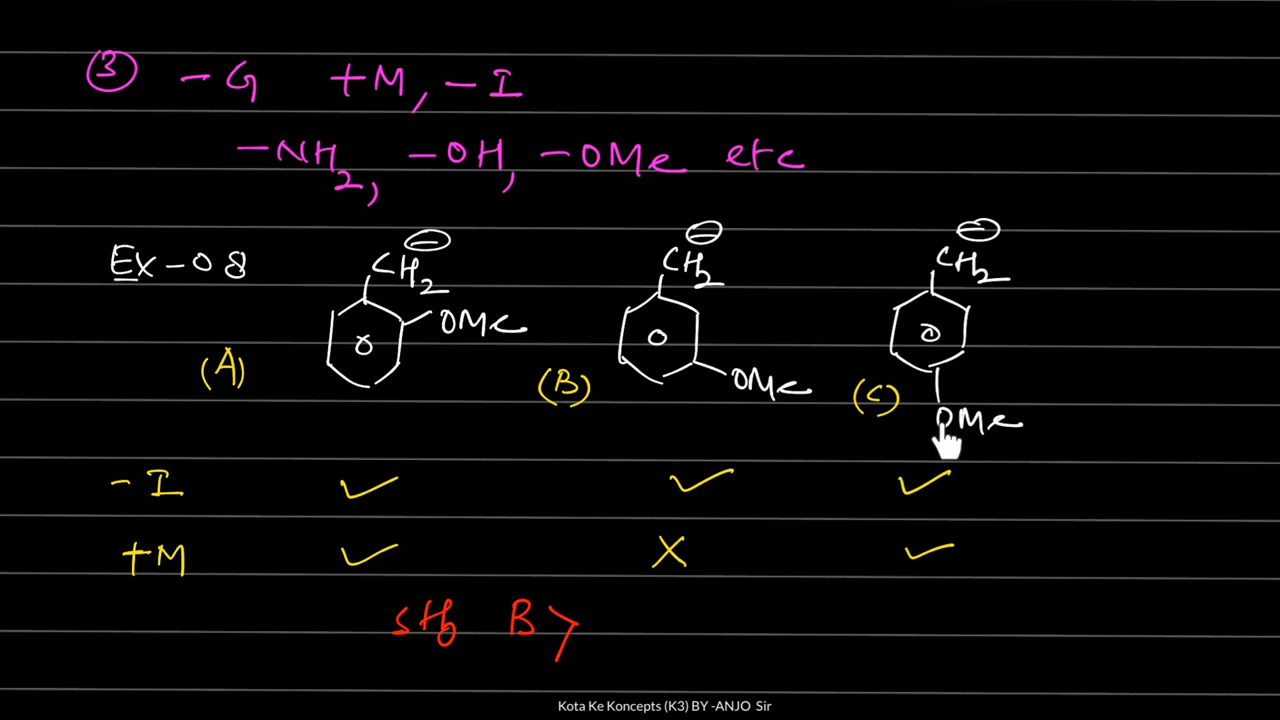 ③ -G +M, -I
-NH2, -OH, -OMe etc
Ex-08 CH2⊖ CH2⊖ CH2⊖
OMe
(A) (B) OMe (C)
OMe
-I ✓ ✓ ✓
+M ✓ X ✓
stb B >
Kota Ke Koncepts (K3) BY -ANJO Sir